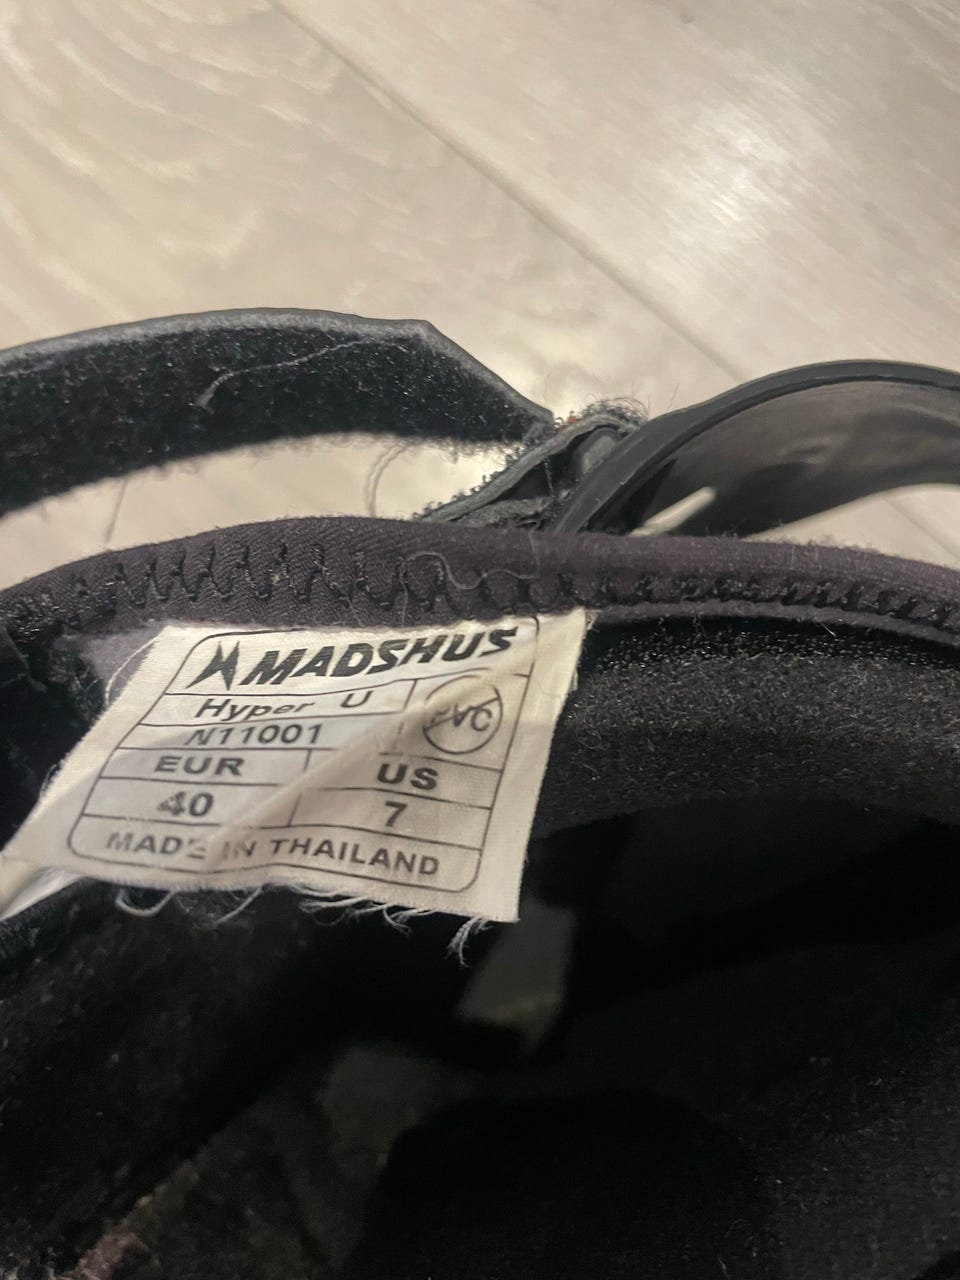 MADSHUS
Hyper U
PVC
N11001
EUR US
40 7
MADE IN THAILAND